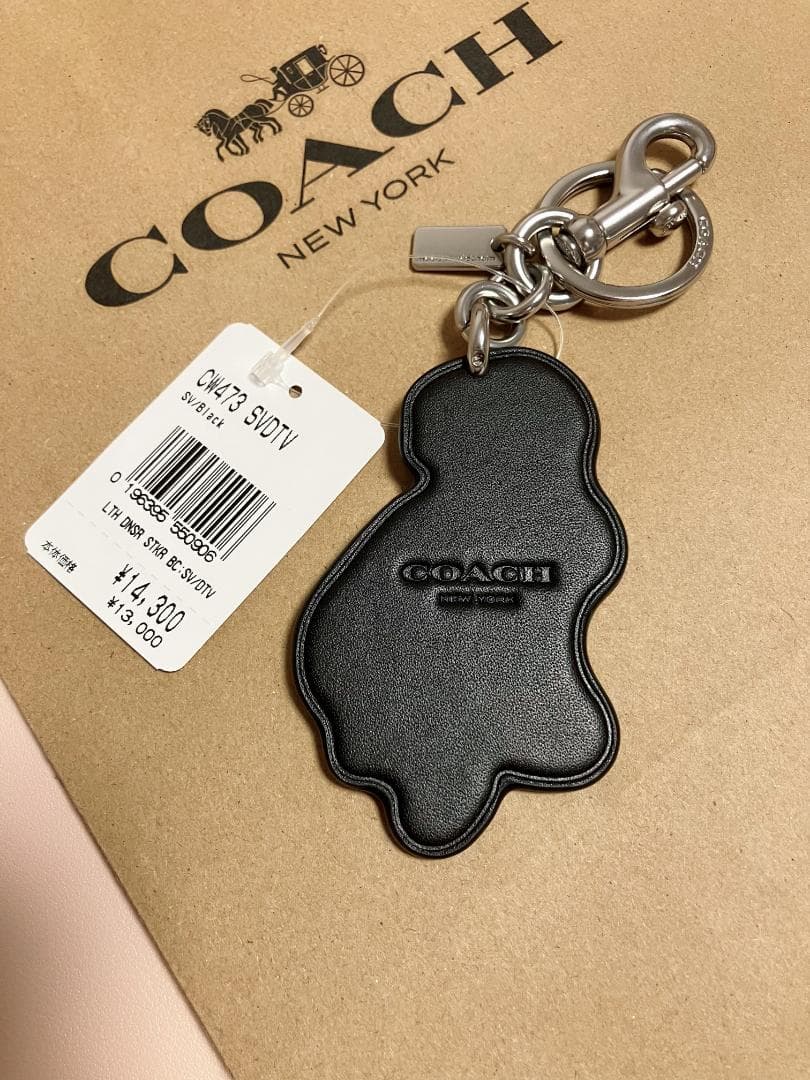 COACH
NEW YORK
COACH
CW473 SVDTV
SV/Black
0 196395 550906
LTH DNSR STKR BC:SV/DTV
本体価格
¥14,300
¥13,000
COACH
NEW YORK